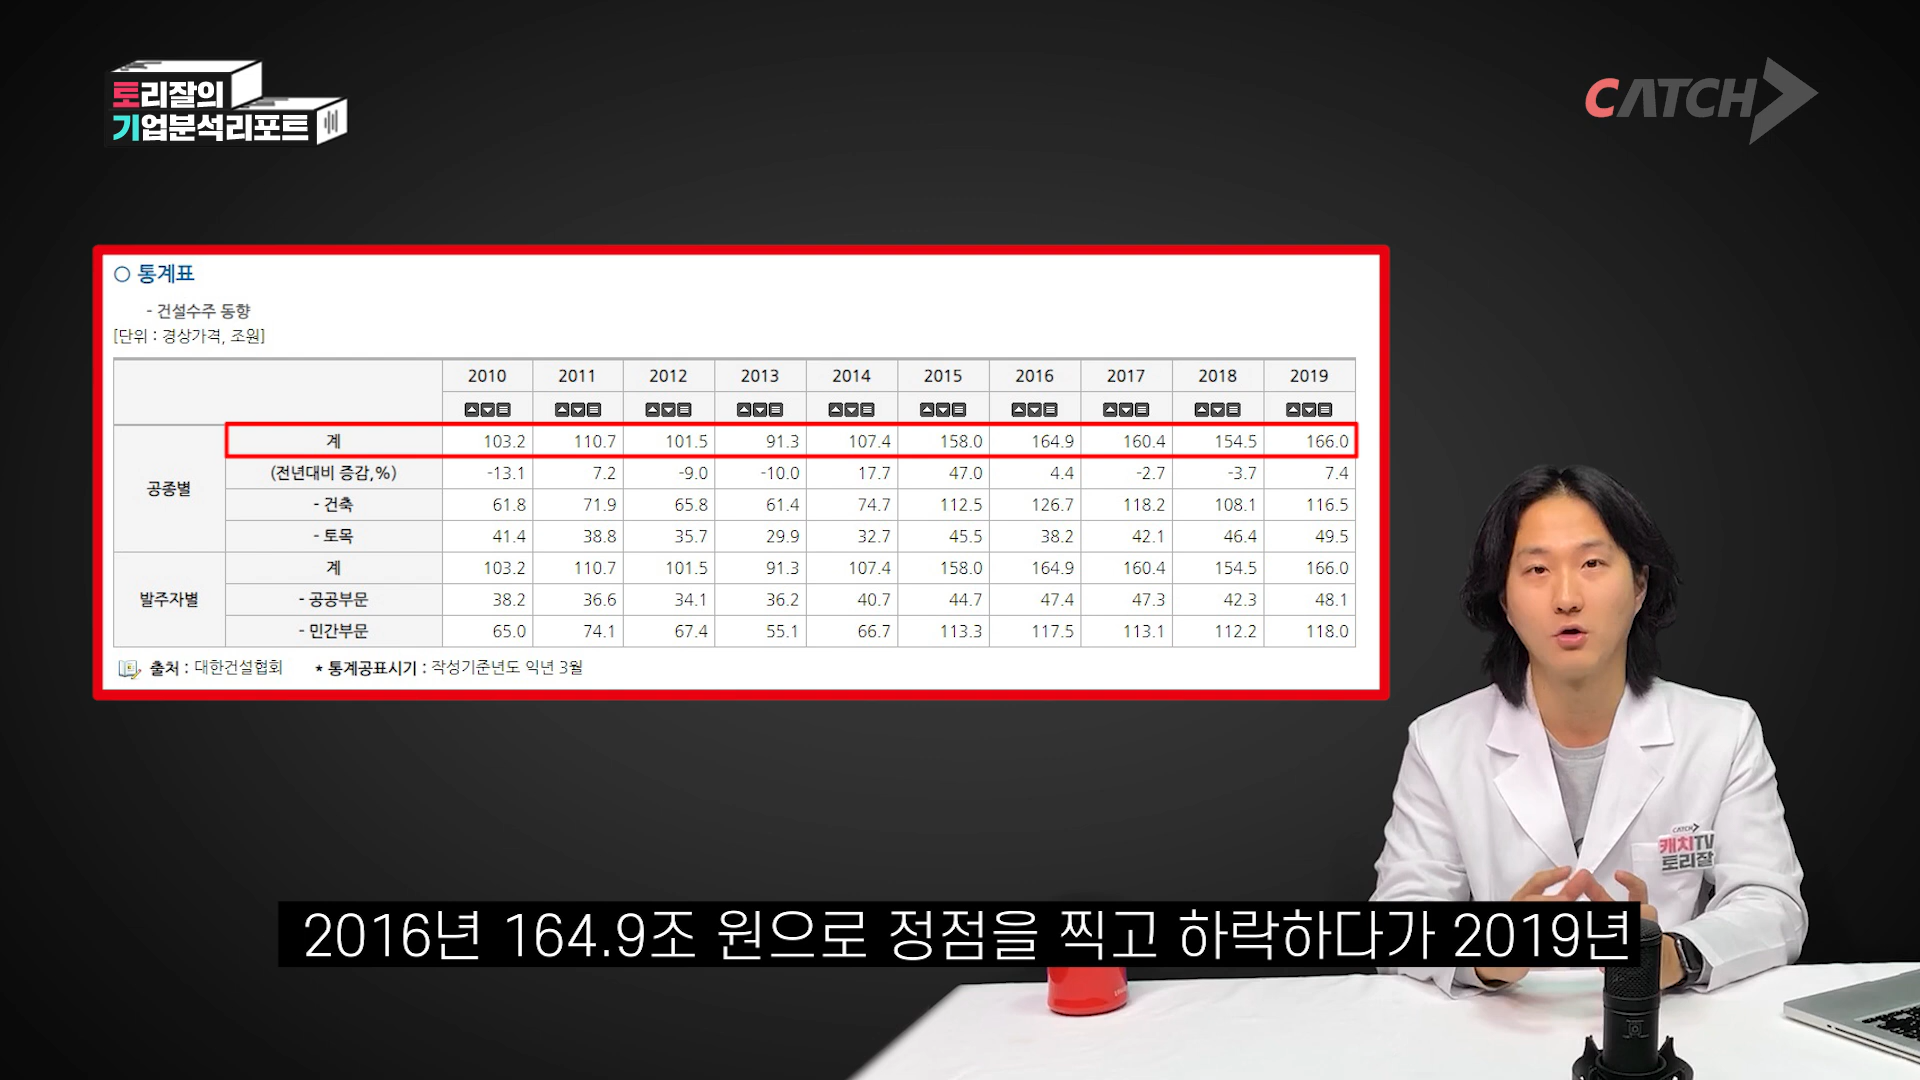 토리잘의
기업분석리포트
CATCH
○ 통계표
- 건설수주 동향
[단위 : 경상가격, 조원]
2010 2011 2012 2013 2014 2015 2016 2017 2018 2019
공종별
계 103.2 110.7 101.5 91.3 107.4 158.0 164.9 160.4 154.5 166.0
(전년대비 증감,%) -13.1 7.2 -9.0 -10.0 17.7 47.0 4.4 -2.7 -3.7 7.4
- 건축 61.8 71.9 65.8 61.4 74.7 112.5 126.7 118.2 108.1 116.5
- 토목 41.4 38.8 35.7 29.9 32.7 45.5 38.2 42.1 46.4 49.5
발주자별
계 103.2 110.7 101.5 91.3 107.4 158.0 164.9 160.4 154.5 166.0
- 공공부문 38.2 36.6 34.1 36.2 40.7 44.7 47.4 47.3 42.3 48.1
- 민간부문 65.0 74.1 67.4 55.1 66.7 113.3 117.5 113.1 112.2 118.0
출처 : 대한건설협회 * 통계공표시기 : 작성기준년도 익년 3월
CATCH
캐치TV
토리잘
2016년 164.9조 원으로 정점을 찍고 하락하다가 2019년